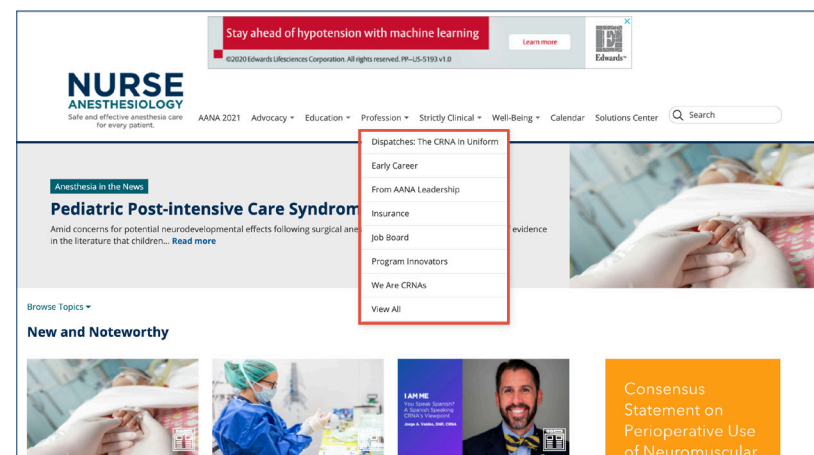 Stay ahead of hypotension with machine learning
Learn more
©2020 Edwards Lifesciences Corporation. All rights reserved. PP--US-5193 v1.0
Edwards
NURSE
ANESTHESIOLOGY
Safe and effective anesthesia care
for every patient.
AANA 2021 Advocacy Education Profession Strictly Clinical Well-Being Calendar Solutions Center Search
Dispatches: The CRNA In Uniform
Early Career
From AANA Leadership
Insurance
Job Board
Program Innovators
We Are CRNAs
View All
Anesthesia in the News
Pediatric Post-intensive Care Syndrom
Amid concerns for potential neurodevelopmental effects following surgical ane evidence
in the literature that children... Read more
Browse Topics
New and Noteworthy
I AM ME
You Speak Spanish?
A Spanish Speaking
CRNA's Viewpoint
Jorge A. Valdes, DNP, CRNA
Consensus
Statement on
Perioperative Use
of Neuromuscular